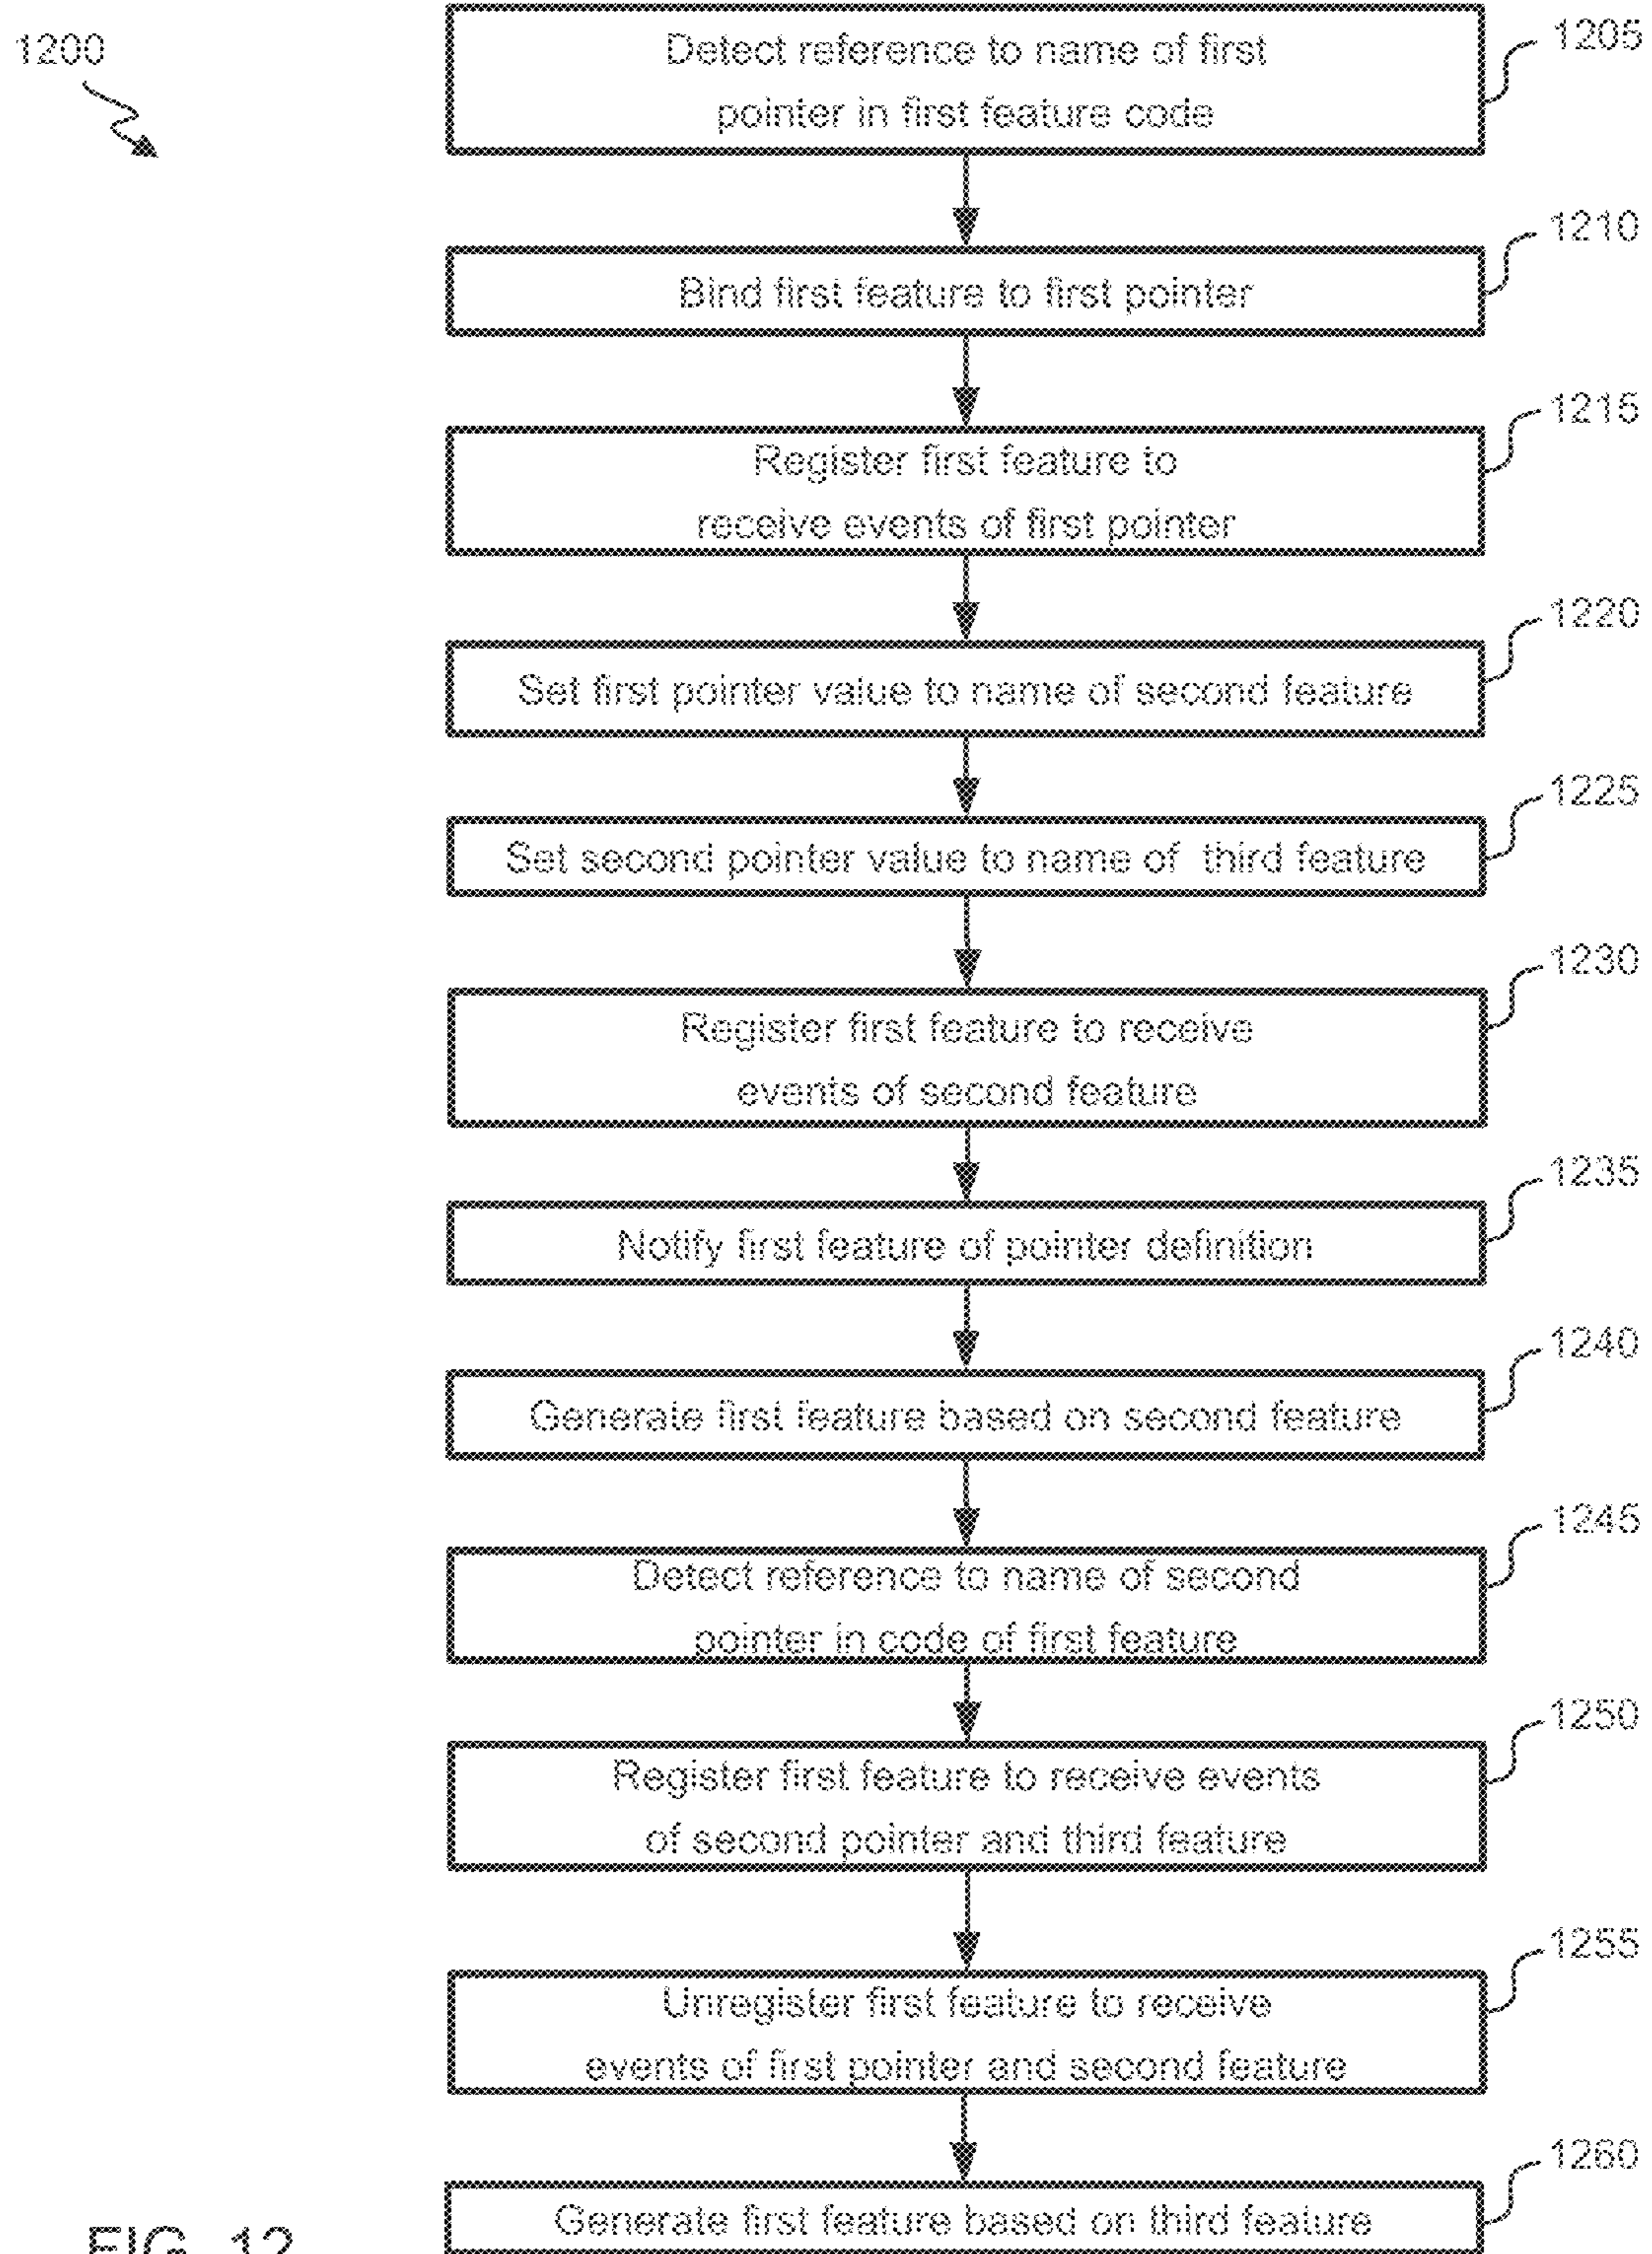 1200
Detect reference to name of first
pointer in first feature code
1205
Bind first feature to first pointer
1210
Register first feature to
receive events of first pointer
1215
Set first pointer value to name of second feature
1220
Set second pointer value to name of third feature
1225
Register first feature to receive
events of second feature
1230
Notify first feature of pointer definition
1235
Generate first feature based on second feature
1240
Detect reference to name of second
pointer in code of first feature
1245
Register first feature to receive events
of second pointer and third feature
1250
Unregister first feature to receive
events of first pointer and second feature
1255
Generate first feature based on third feature
1260
FIG. 12